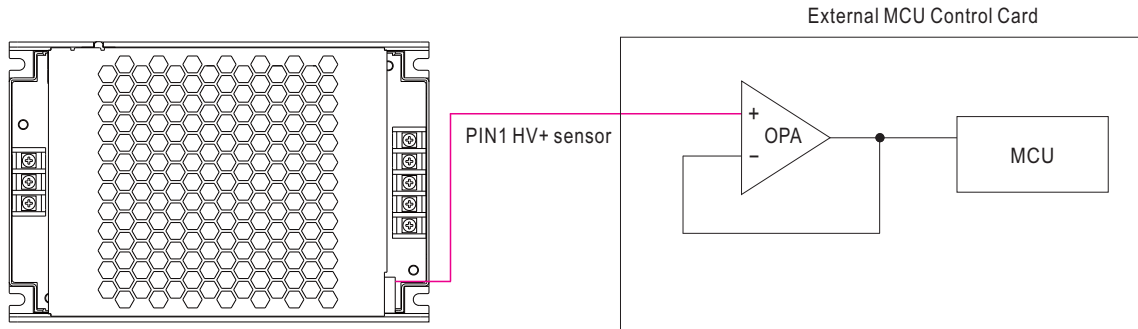 External MCU Control Card
PIN1 HV+ sensor
+
OPA
−
MCU